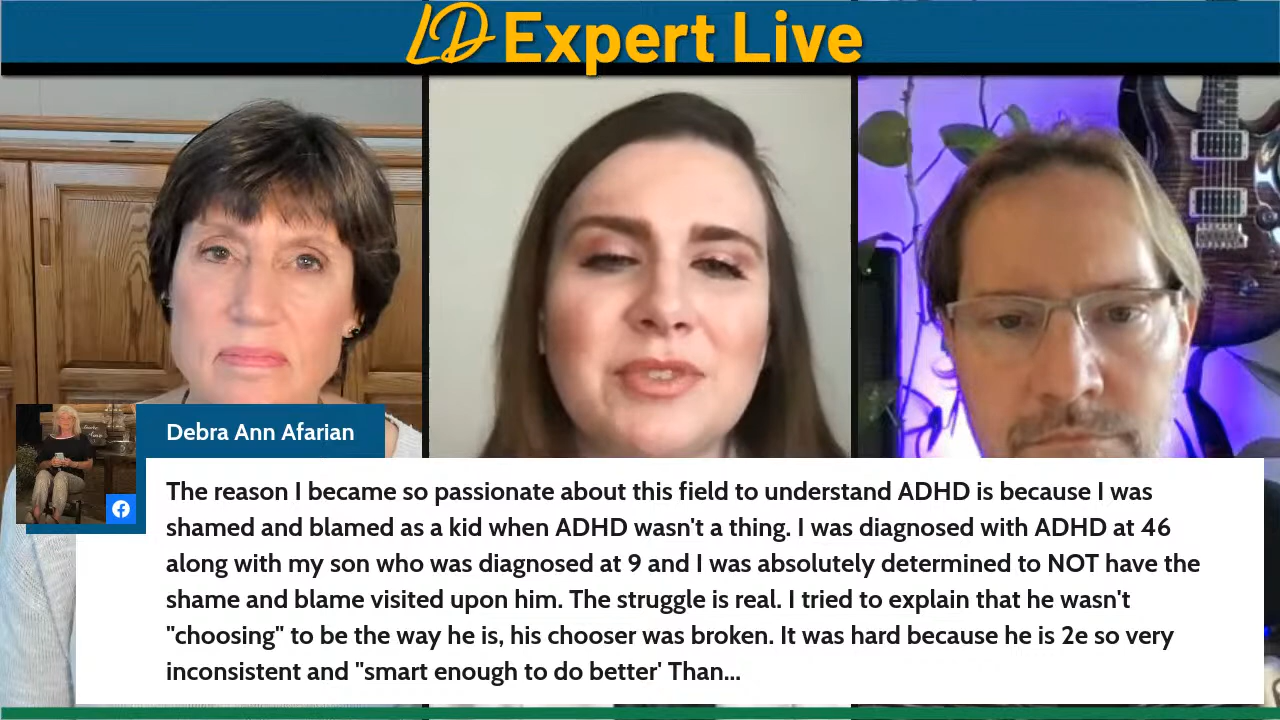 LD Expert Live
Debra Ann Afarian
The reason I became so passionate about this field to understand ADHD is because I was
shamed and blamed as a kid when ADHD wasn't a thing. I was diagnosed with ADHD at 46
along with my son who was diagnosed at 9 and I was absolutely determined to NOT have the
shame and blame visited upon him. The struggle is real. I tried to explain that he wasn't
"choosing" to be the way he is, his chooser was broken. It was hard because he is 2e so very
inconsistent and "smart enough to do better' Than...